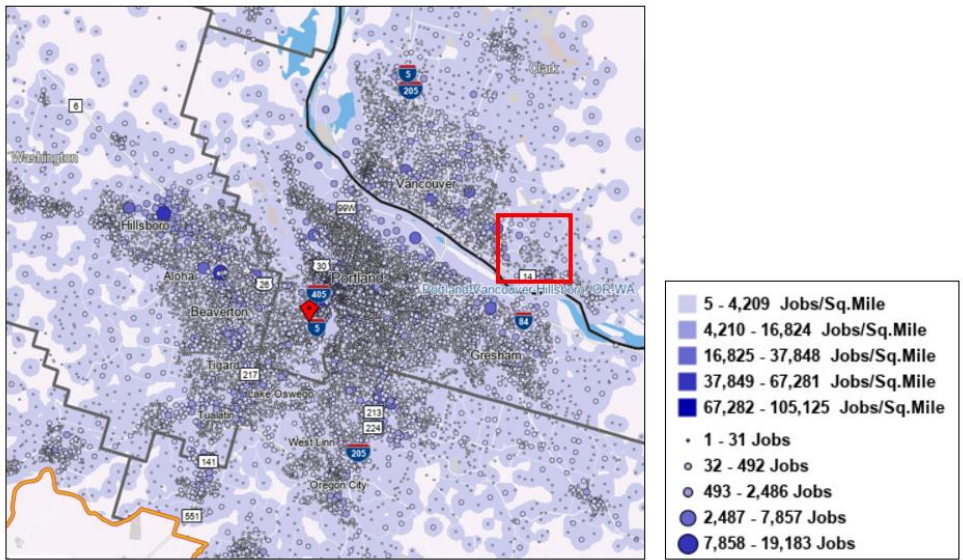 5
205
Clark
6
Washington
Vancouver
99W
Hillsboro
14
30
Portland
Aloha
26
Portland-Vancouver-Hillsboro, OR-WA
405
Beaverton
5
84
Gresham
Tigard
217
Lake Oswego
Tualatin
213
224
West Linn
141
205
Oregon City
551
5 - 4,209 Jobs/Sq.Mile
4,210 - 16,824 Jobs/Sq.Mile
16,825 - 37,848 Jobs/Sq.Mile
37,849 - 67,281 Jobs/Sq.Mile
67,282 - 105,125 Jobs/Sq.Mile
1 - 31 Jobs
32 - 492 Jobs
493 - 2,486 Jobs
2,487 - 7,857 Jobs
7,858 - 19,183 Jobs